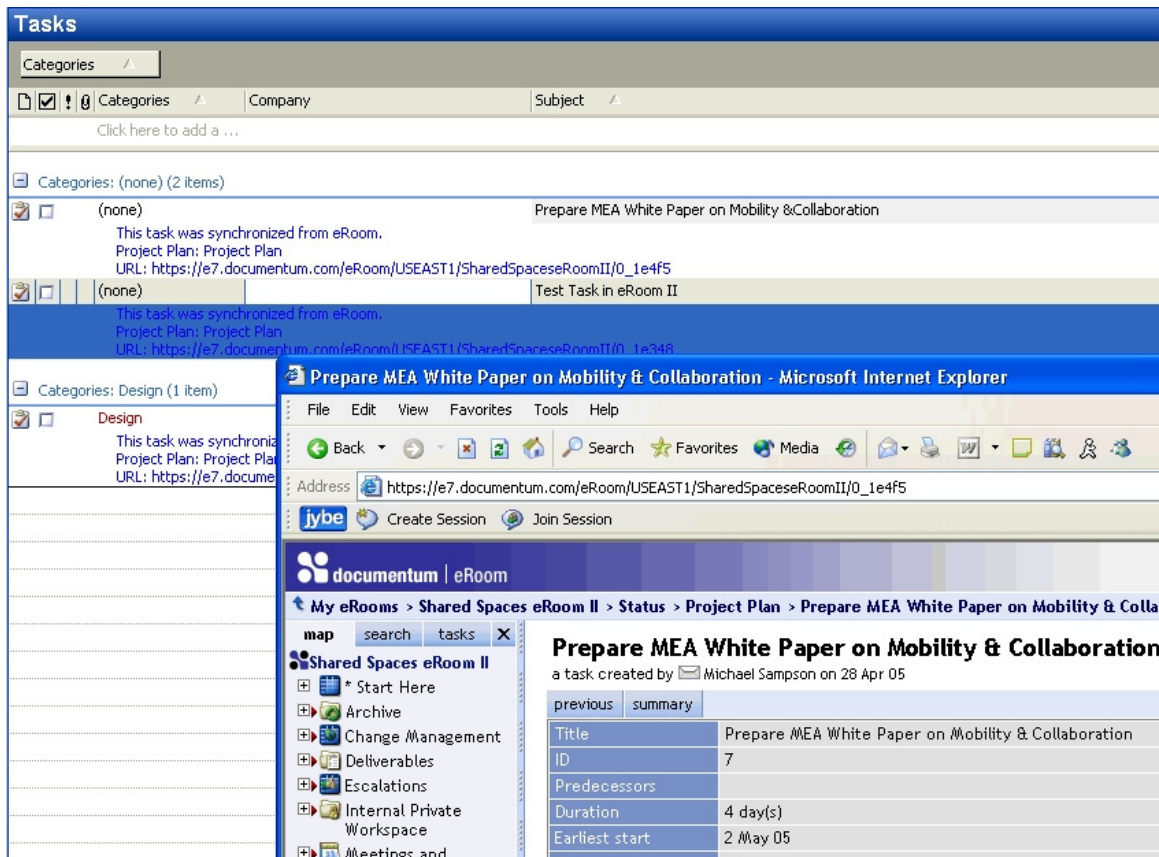 Tasks
Categories
Categories Company Subject
Click here to add a ...
Categories: (none) (2 items)
(none) Prepare MEA White Paper on Mobility &Collaboration
This task was synchronized from eRoom.
Project Plan: Project Plan
URL: https://e7.documentum.com/eRoom/USEAST1/SharedSpaceseRoomII/0_1e4f5
(none) Test Task in eRoom II
This task was synchronized from eRoom.
Project Plan: Project Plan
URL: https://e7.documentum.com/eRoom/USEAST1/SharedSpaceseRoomII/0_1e348
Categories: Design (1 item)
Design
This task was synchroniz
Project Plan: Project Pla
URL: https://e7.docume
Prepare MEA White Paper on Mobility & Collaboration - Microsoft Internet Explorer
File Edit View Favorites Tools Help
Back Search Favorites Media
Address https://e7.documentum.com/eRoom/USEAST1/SharedSpaceseRoomII/0_1e4f5
jybe Create Session Join Session
documentum | eRoom
My eRooms > Shared Spaces eRoom II > Status > Project Plan > Prepare MEA White Paper on Mobility & Colla
map search tasks X
Shared Spaces eRoom II
* Start Here
Archive
Change Management
Deliverables
Escalations
Internal Private
Workspace
Meetings and
Prepare MEA White Paper on Mobility & Collaboration
a task created by Michael Sampson on 28 Apr 05
previous summary
Title Prepare MEA White Paper on Mobility & Collaboration
ID 7
Predecessors
Duration 4 day(s)
Earliest start 2 May 05